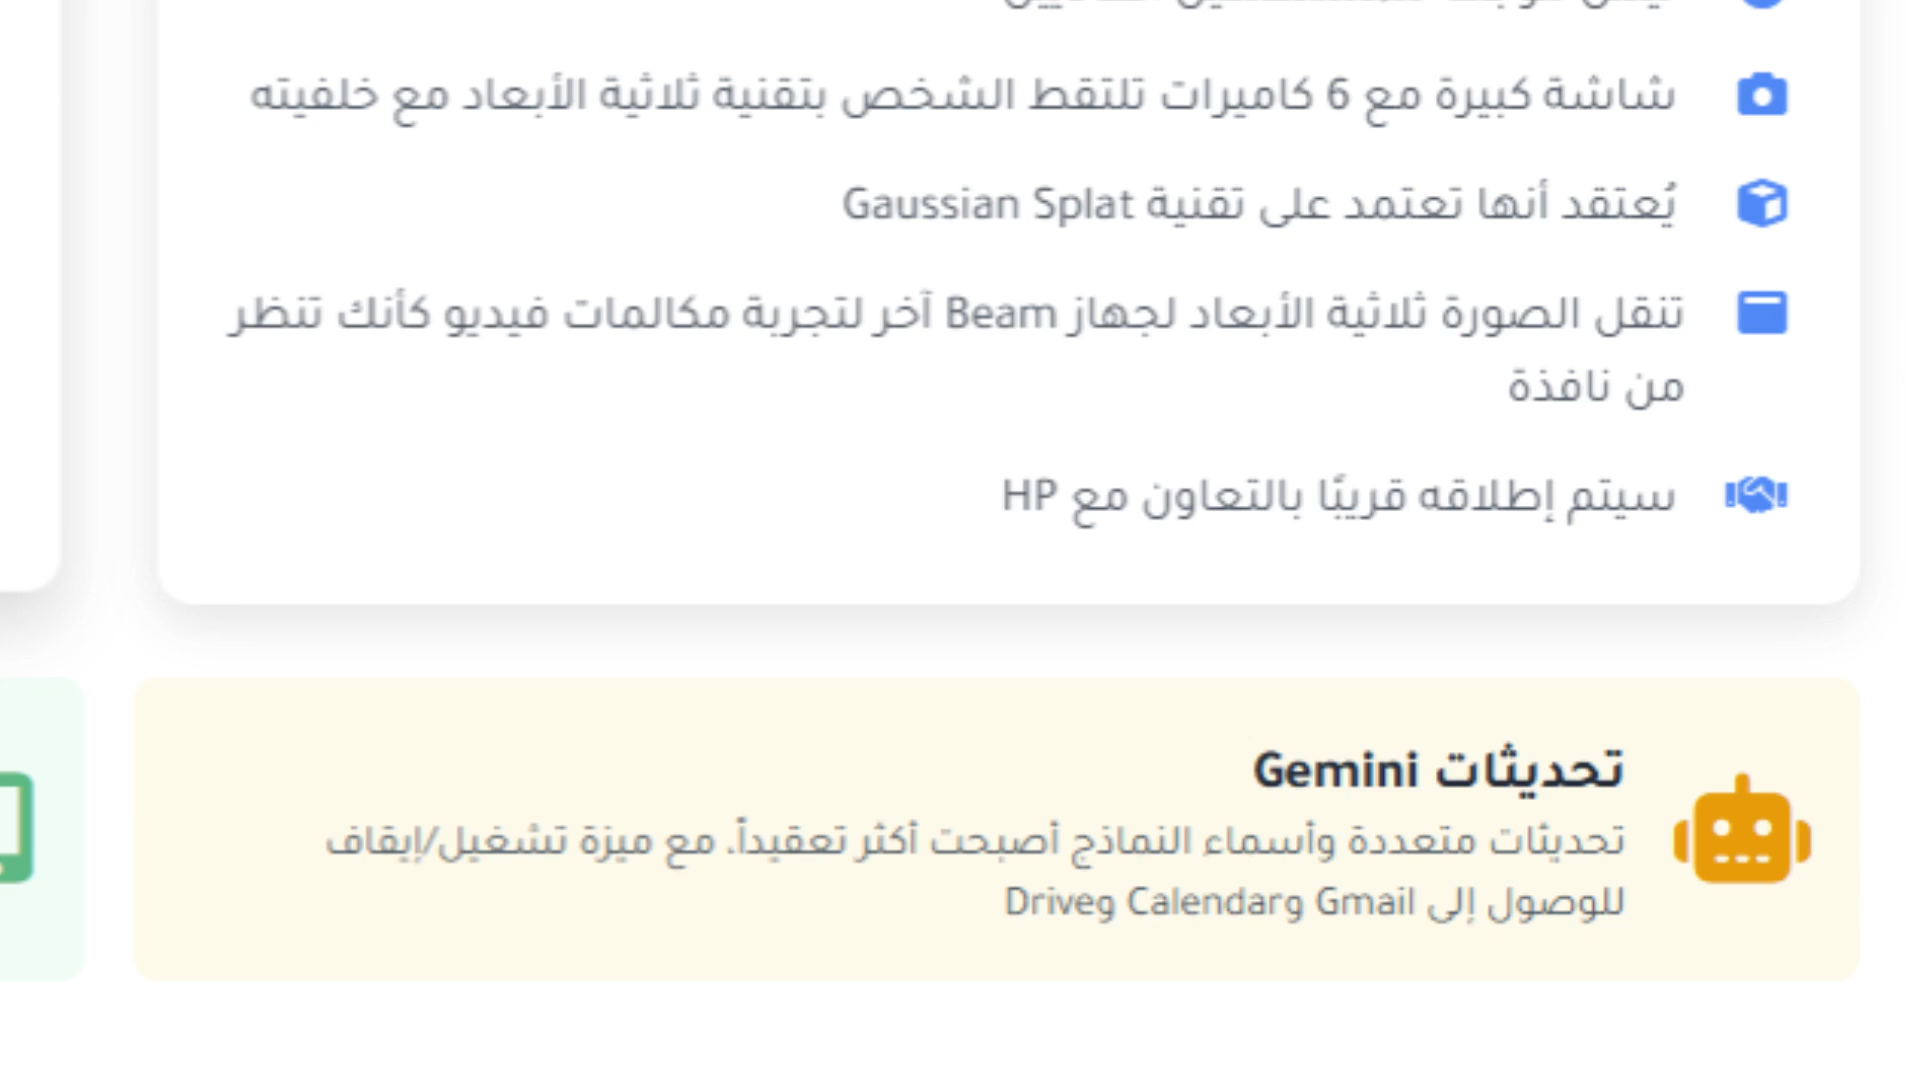 شاشة كبيرة مع 6 كاميرات تلتقط الشخص بتقنية ثلاثية الأبعاد مع خلفيته
يُعتقد أنها تعتمد على تقنية Gaussian Splat
تنقل الصورة ثلاثية الأبعاد لجهاز Beam آخر لتجربة مكالمات فيديو كأنك تنظر
من نافذة
سيتم إطلاقه قريبًا بالتعاون مع HP
تحديثات Gemini
تحديثات متعددة وأسماء النماذج أصبحت أكثر تعقيداً. مع ميزة تشغيل/إيقاف
للوصول إلى Gmail وCalendar وDrive